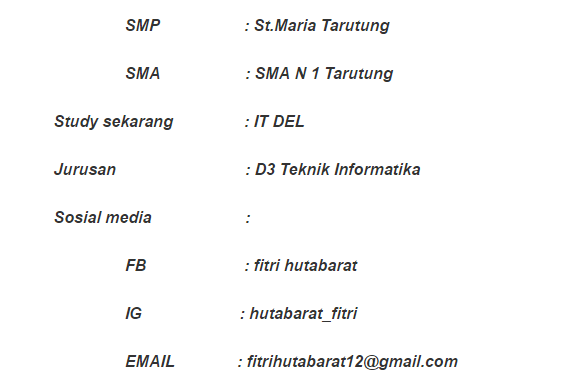 SMP : St.Maria Tarutung
SMA : SMA N 1 Tarutung
Study sekarang : IT DEL
Jurusan : D3 Teknik Informatika
Sosial media :
FB : fitri hutabarat
IG : hutabarat_fitri
EMAIL : fitrihutabarat12@gmail.com